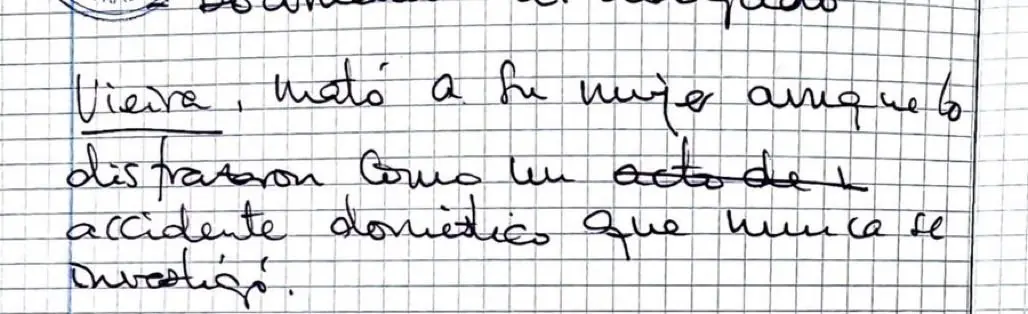 Vieira, mató a su mujer aunque lo
disfrazaron como un acto de
accidente doméstico que nunca se
investigó.